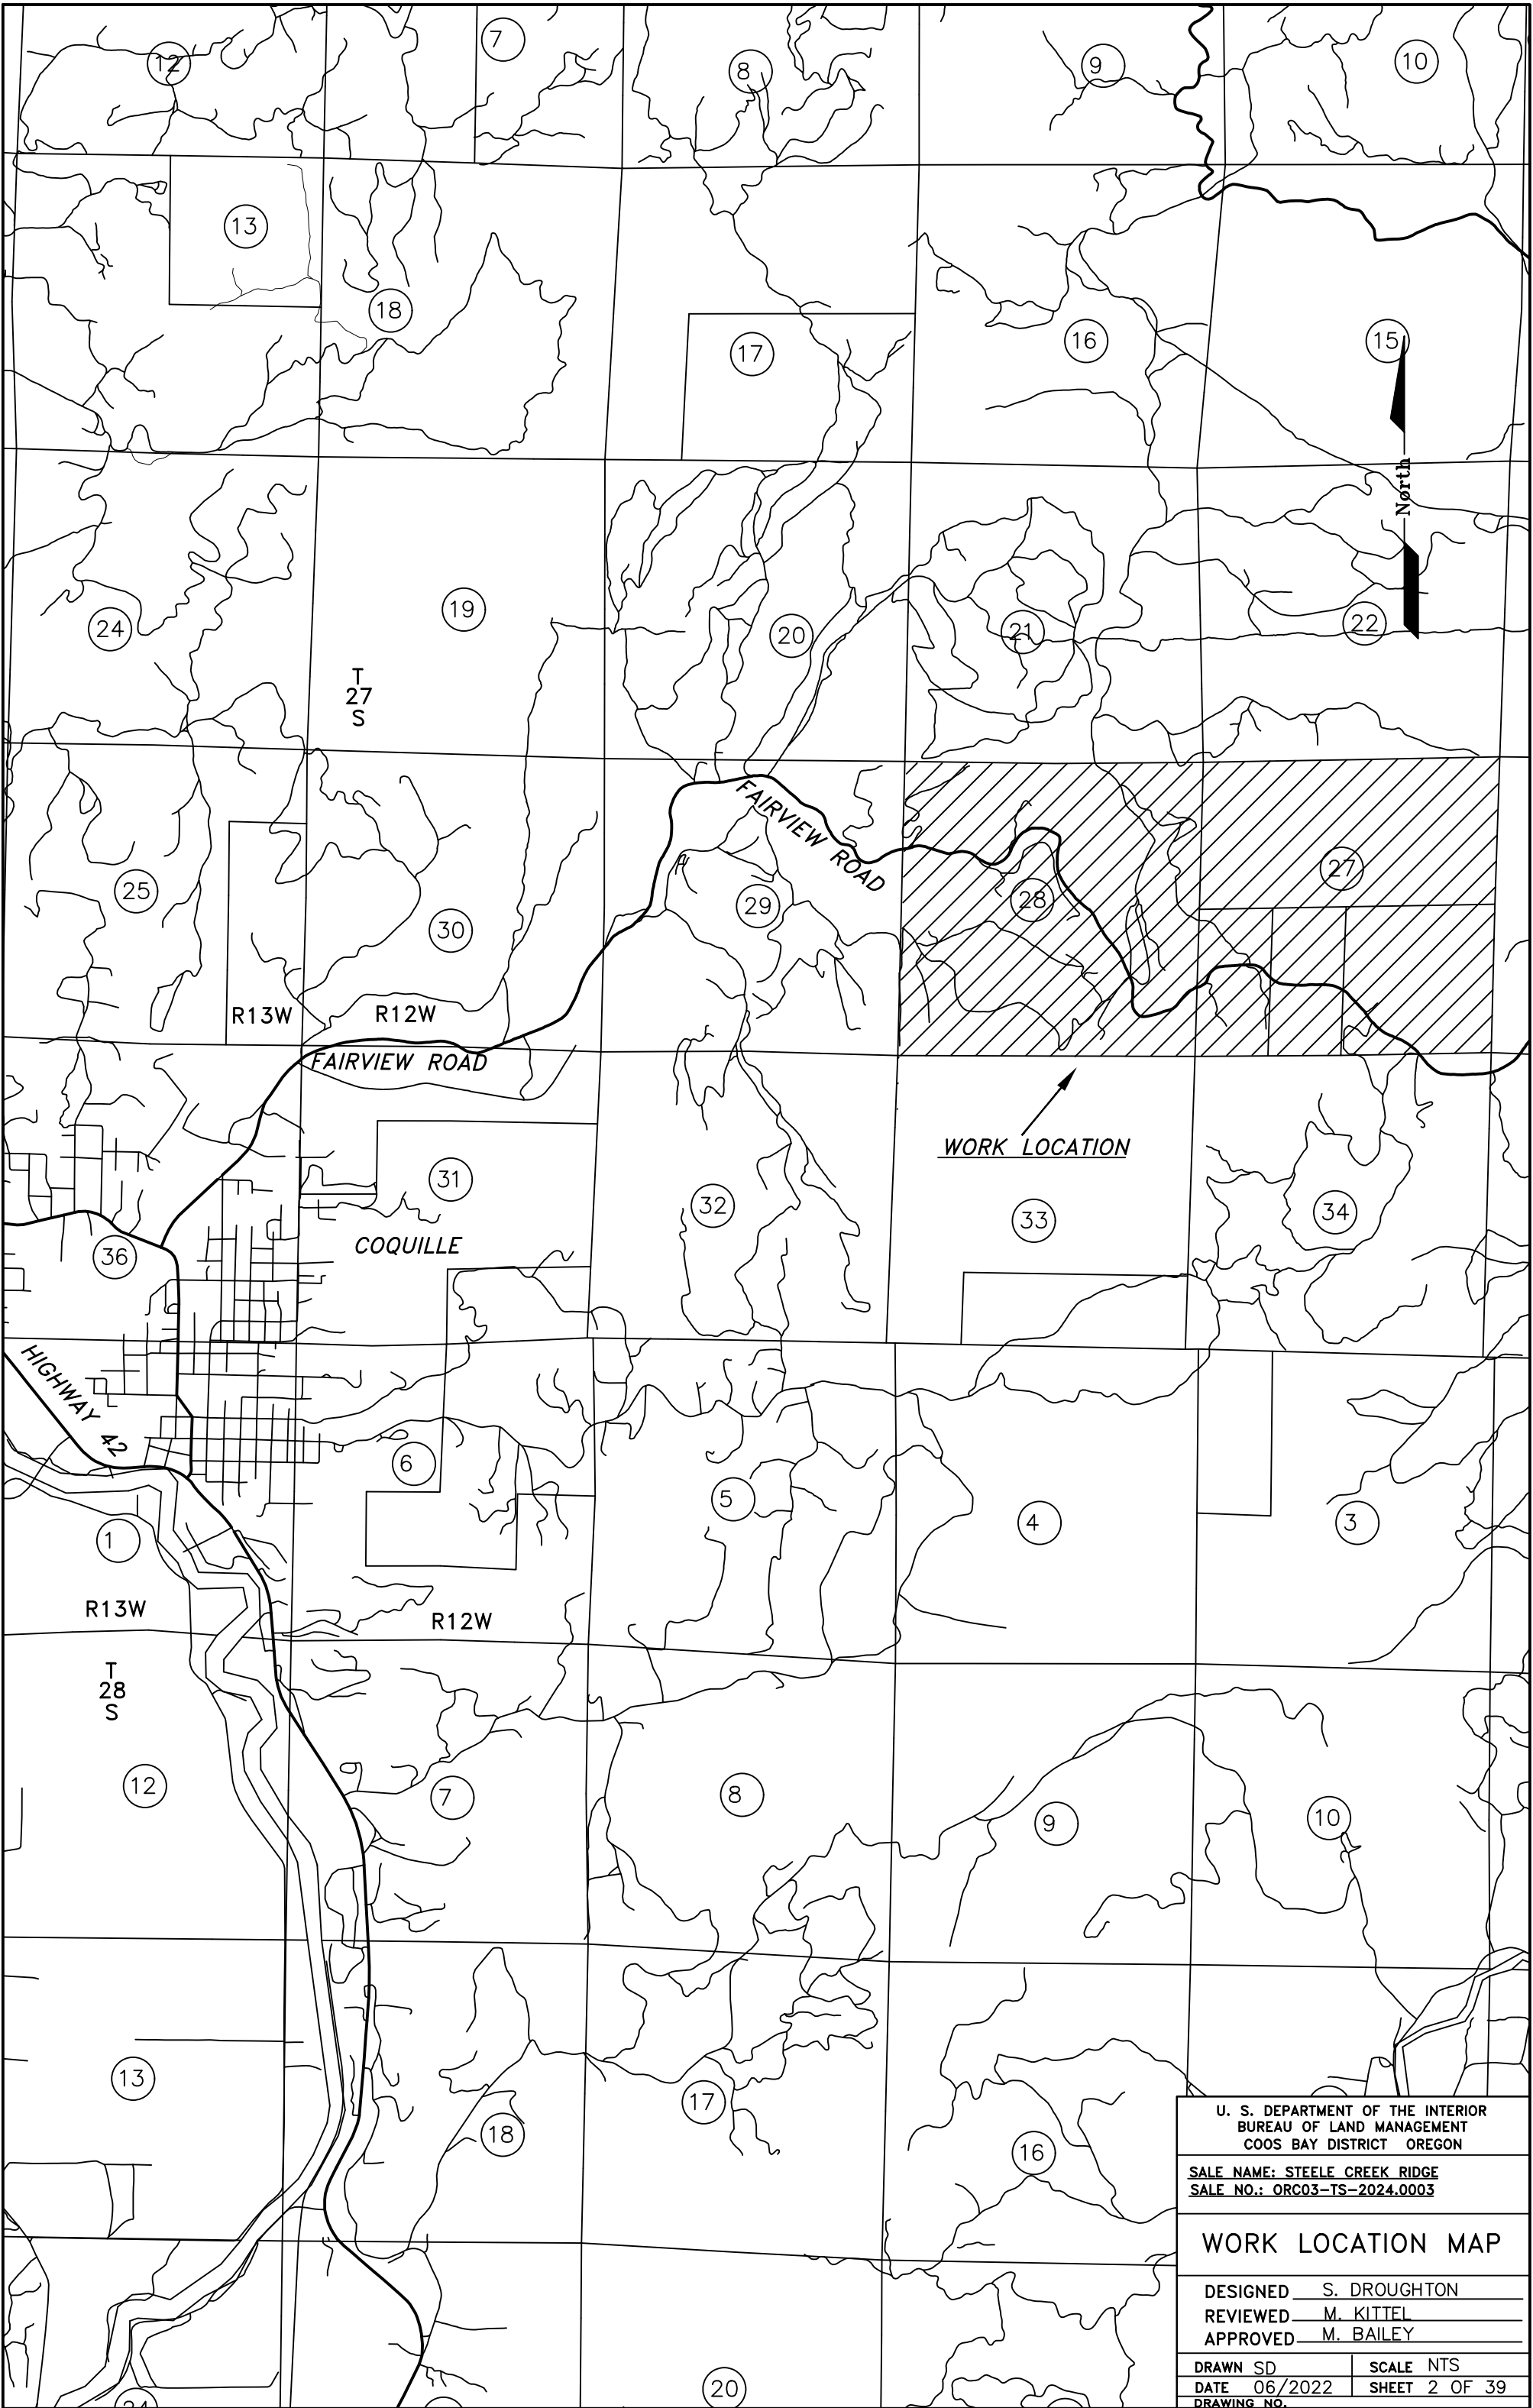 12
7
8
9
10
13
18
17
16
15
North
24
19
20
21
22
T
27
S
FAIRVIEW ROAD
25
30
29
28
27
R13W
R12W
FAIRVIEW ROAD
WORK LOCATION
31
32
33
34
36
COQUILLE
HIGHWAY 42
6
5
4
3
1
R13W
R12W
T
28
S
12
7
8
9
10
13
18
17
16
20
24
U. S. DEPARTMENT OF THE INTERIOR
BUREAU OF LAND MANAGEMENT
COOS BAY DISTRICT OREGON
SALE NAME: STEELE CREEK RIDGE
SALE NO.: ORC03-TS-2024.0003
WORK LOCATION MAP
DESIGNED S. DROUGHTON
REVIEWED M. KITTEL
APPROVED M. BAILEY
DRAWN SD
SCALE NTS
DATE 06/2022
SHEET 2 OF 39
DRAWING NO.